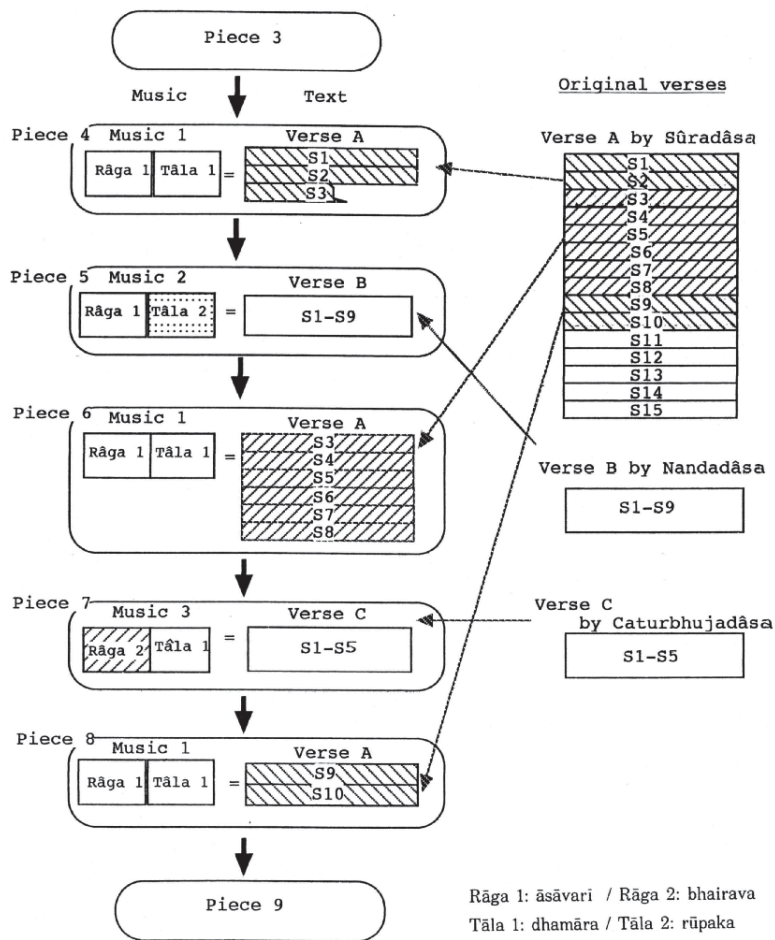 Piece 3
Music Text
Original verses
Piece 4 Music 1 Verse A
Râga 1 Tâla 1 = S1
S2
S3
Verse A by Sûradâsa
S1
S2
S3
S4
S5
S6
S7
S8
S9
S10
S11
S12
S13
S14
S15
Piece 5 Music 2 Verse B
Râga 1 Tâla 2 = S1-S9
Piece 6 Music 1 Verse A
Râga 1 Tâla 1 = S3
S4
S5
S6
S7
S8
Verse B by Nandadâsa
S1-S9
Piece 7 Music 3 Verse C
Râga 2 Tâla 1 = S1-S5
Verse C
by Caturbhujadâsa
S1-S5
Piece 8 Music 1 Verse A
Râga 1 Tâla 1 = S9
S10
Piece 9
Rāga 1: āsāvarī / Rāga 2: bhairava
Tāla 1: dhamāra / Tāla 2: rūpaka